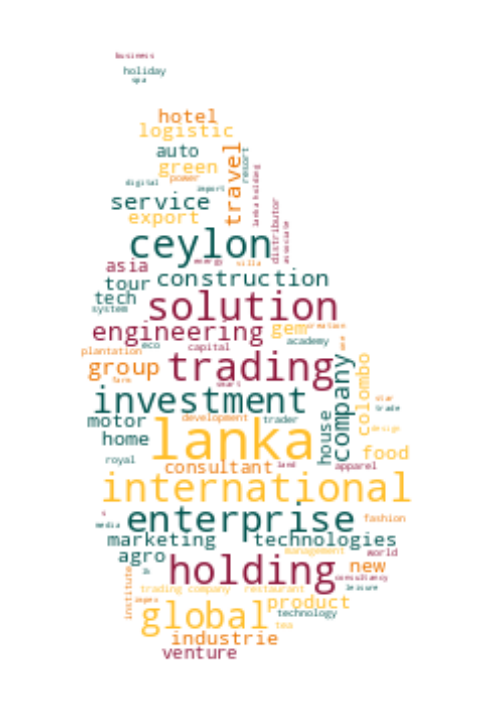 business
holiday
spa
hotel
logistic
auto
travel
resort
green
power
digital
import
lanka holding
service
export
distributor
associate
ceylon
asia
energy
villa
tour
construction
tech
system
solution
engineering
gem
creation
eco
capital
academy
one
plantation
group
trading
company
colombo
smart
investment
star
trade
motor
development
trader
house
design
home
lanka
food
royal
consultant
land
apparel
international
s
media
enterprise
fashion
marketing
technologies
agro
management
world
lk
holding
new
consultancy
institute
trading company
restaurant
leisure
impex
global
product
technology
tea
industrie
venture